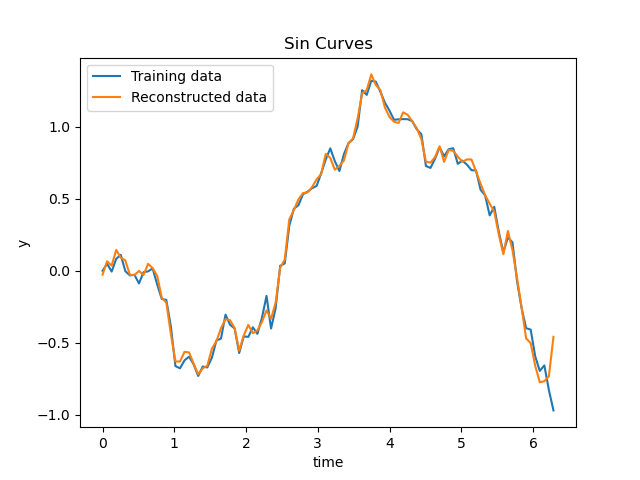 Sin Curves
Training data
Reconstructed data
y
1.0
0.5
0.0
−0.5
−1.0
0 1 2 3 4 5 6
time